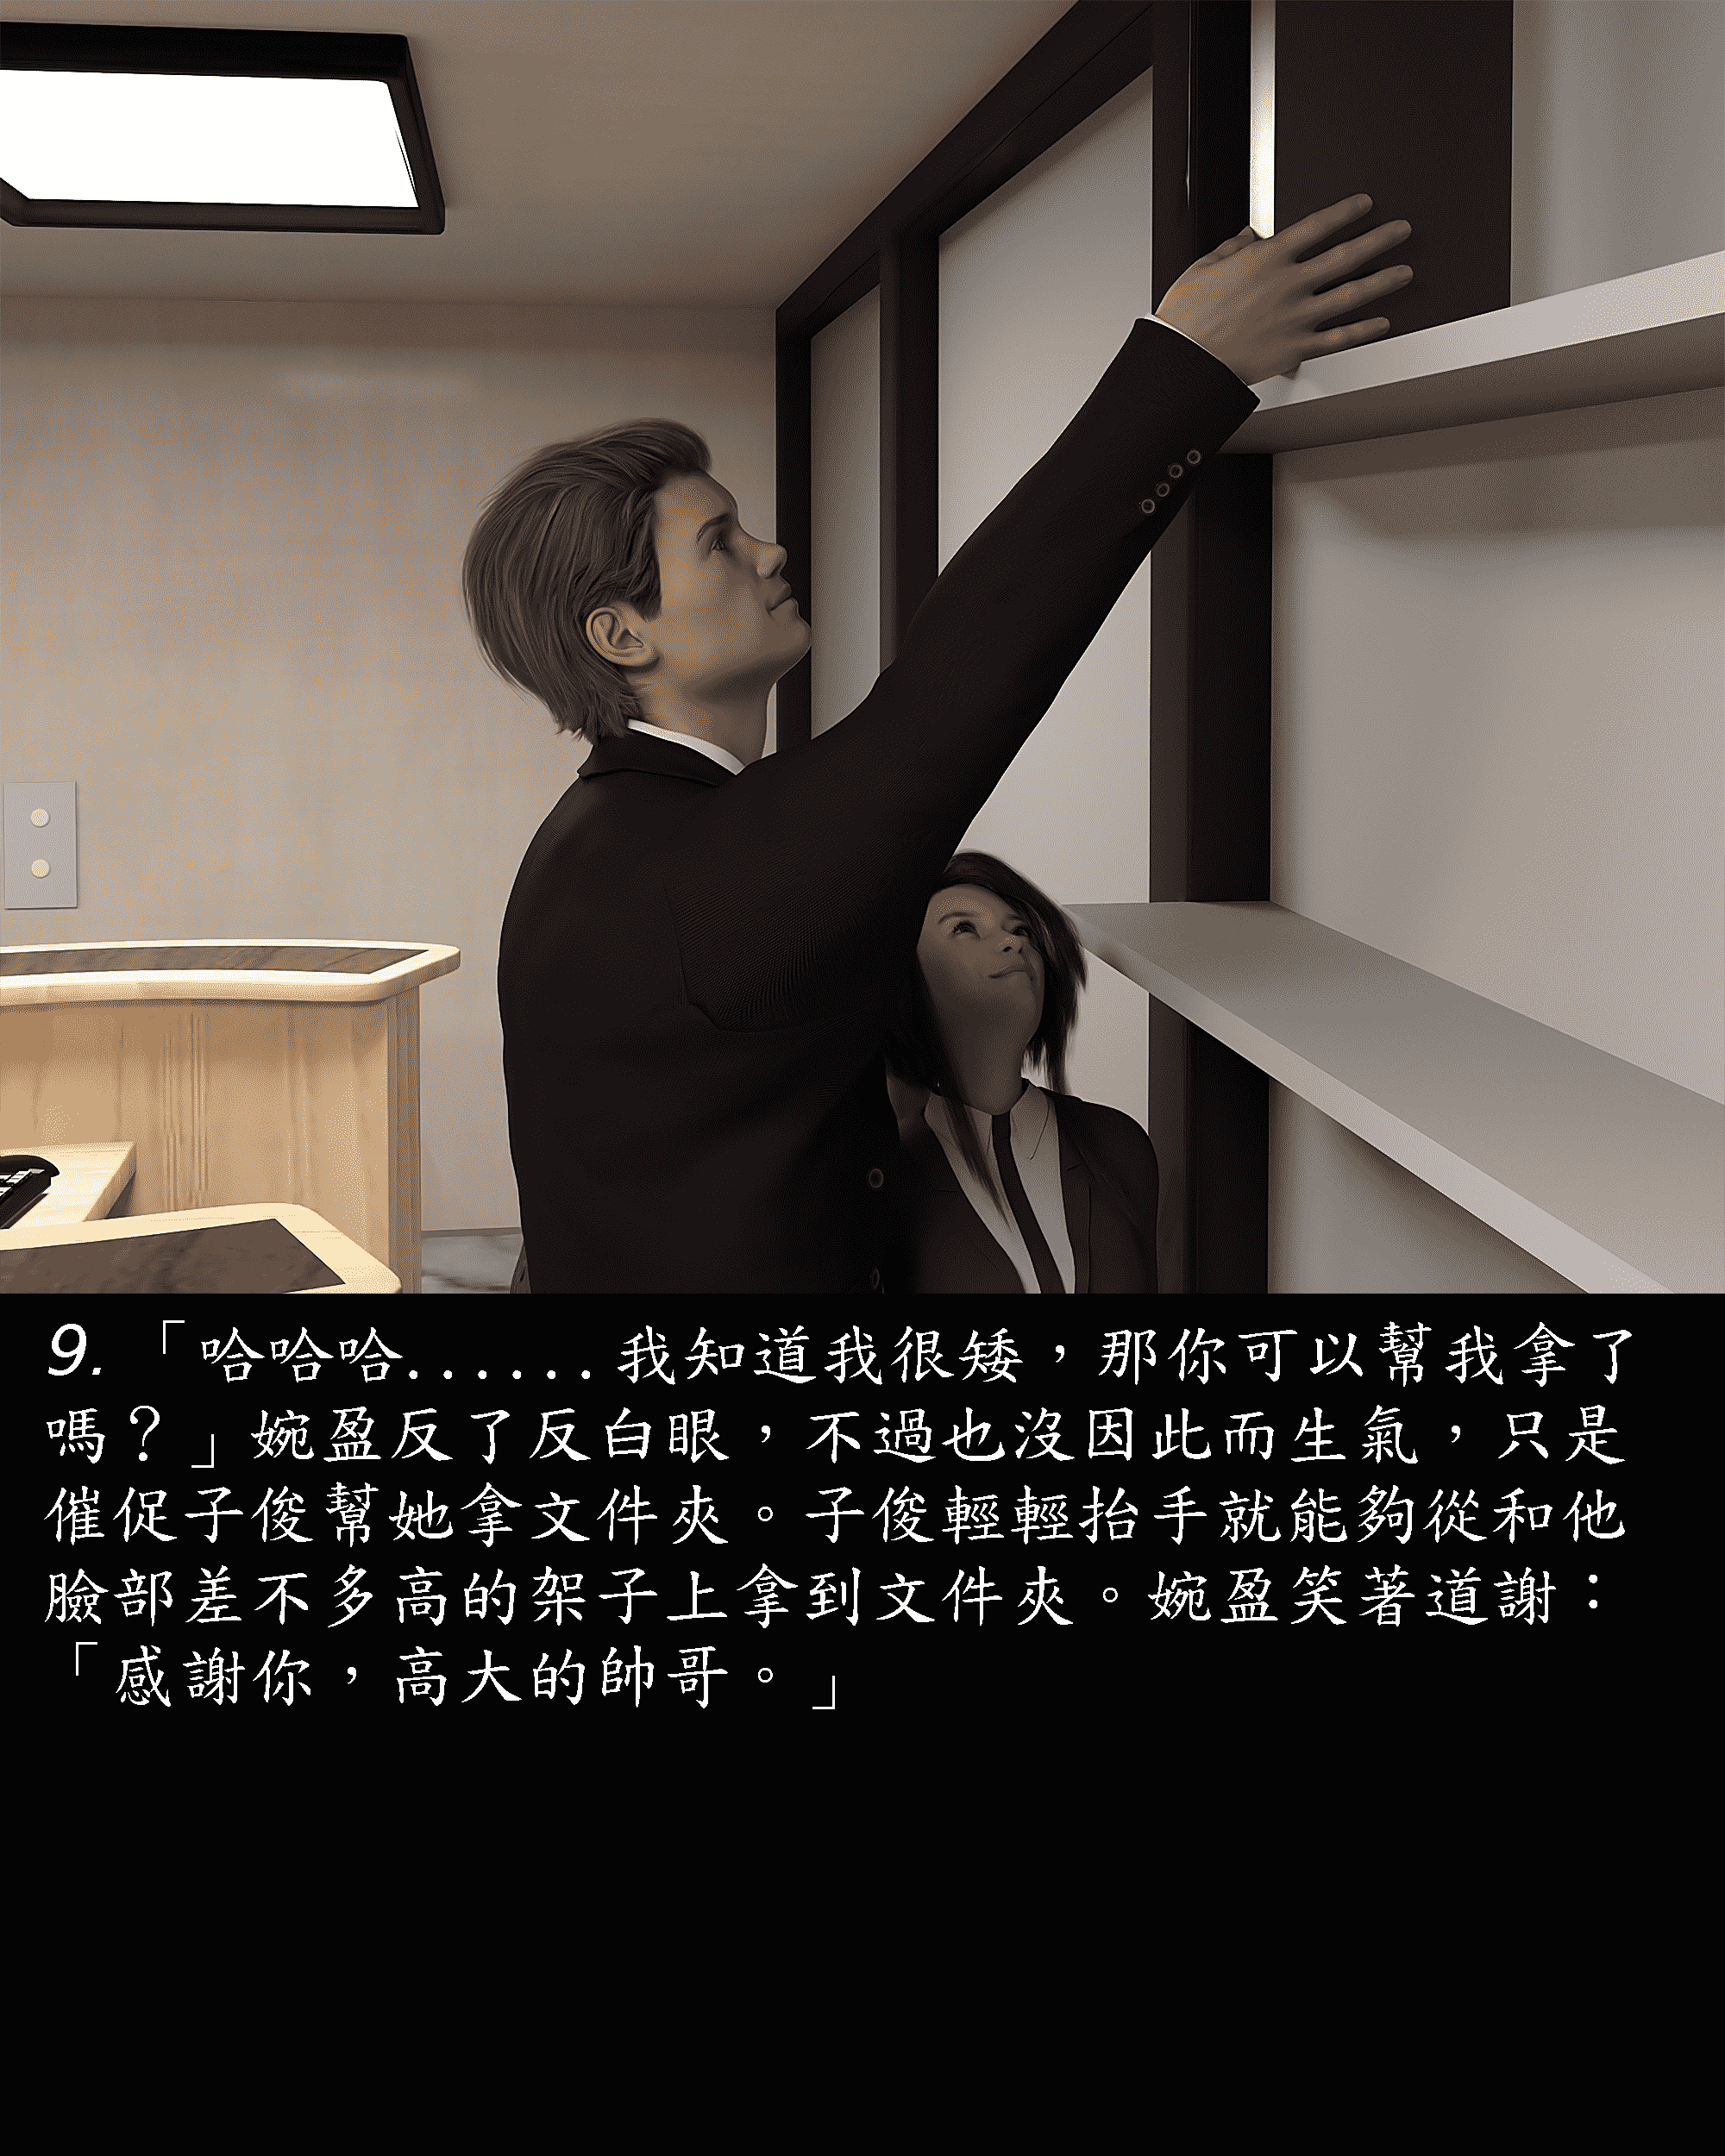 9. 「哈哈哈......我知道我很矮，那你可以幫我拿了
嗎？」婉盈反了反白眼，不過也沒因此而生氣，只是
催促子俊幫她拿文件夾。子俊輕輕抬手就能夠從和他
臉部差不多高的架子上拿到文件夾。婉盈笑著道謝：
「感謝你，高大的帥哥。」